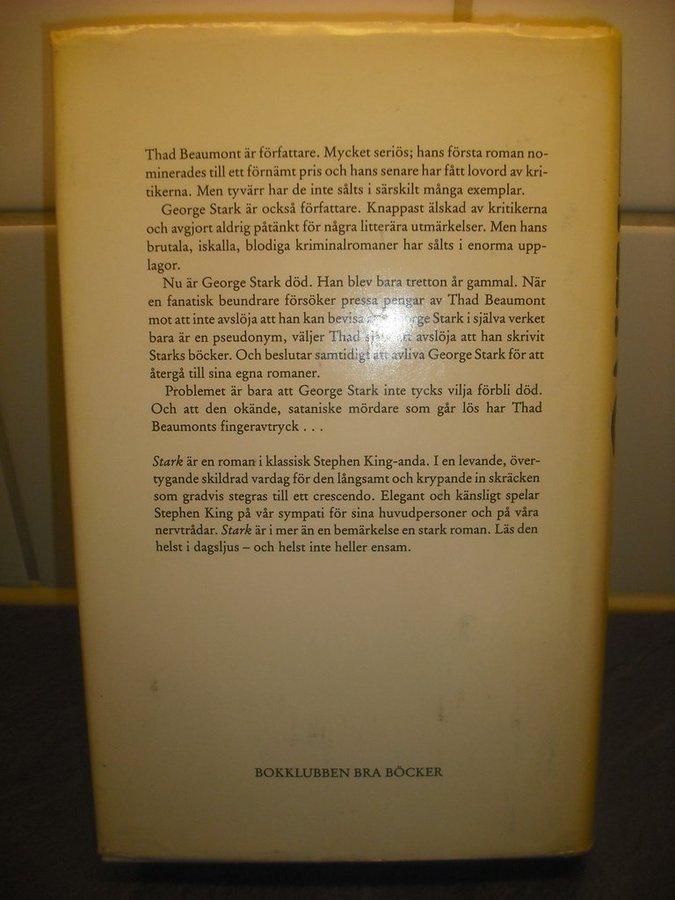 Thad Beaumont är författare. Mycket seriös; hans första roman no-
minerades till ett förnämt pris och hans senare har fått lovord av kri-
tikerna. Men tyvärr har de inte sålts i särskilt många exemplar.
George Stark är också författare. Knappast älskad av kritikerna
och avgjort aldrig påtänkt för några litterära utmärkelser. Men hans
brutala, iskalla, blodiga kriminalromaner har sålts i enorma upp-
lagor.
Nu är George Stark död. Han blev bara tretton år gammal. När
en fanatisk beundrare försöker pressa pengar av Thad Beaumont
mot att inte avslöja att han kan bevisa att George Stark i själva verket
bara är en pseudonym, väljer Thad själv att avslöja att han skrivit
Starks böcker. Och beslutar samtidigt att avliva George Stark för att
återgå till sina egna romaner.
Problemet är bara att George Stark inte tycks vilja förbli död.
Och att den okände, sataniske mördare som går lös har Thad
Beaumonts fingeravtryck . . .
Stark är en roman i klassisk Stephen King-anda. I en levande, över-
tygande skildrad vardag för den långsamt och krypande in skräcken
som gradvis stegras till ett crescendo. Elegant och känsligt spelar
Stephen King på vår sympati för sina huvudpersoner och på våra
nervtrådar. Stark är i mer än en bemärkelse en stark roman. Läs den
helst i dagsljus – och helst inte heller ensam.
BOKKLUBBEN BRA BÖCKER